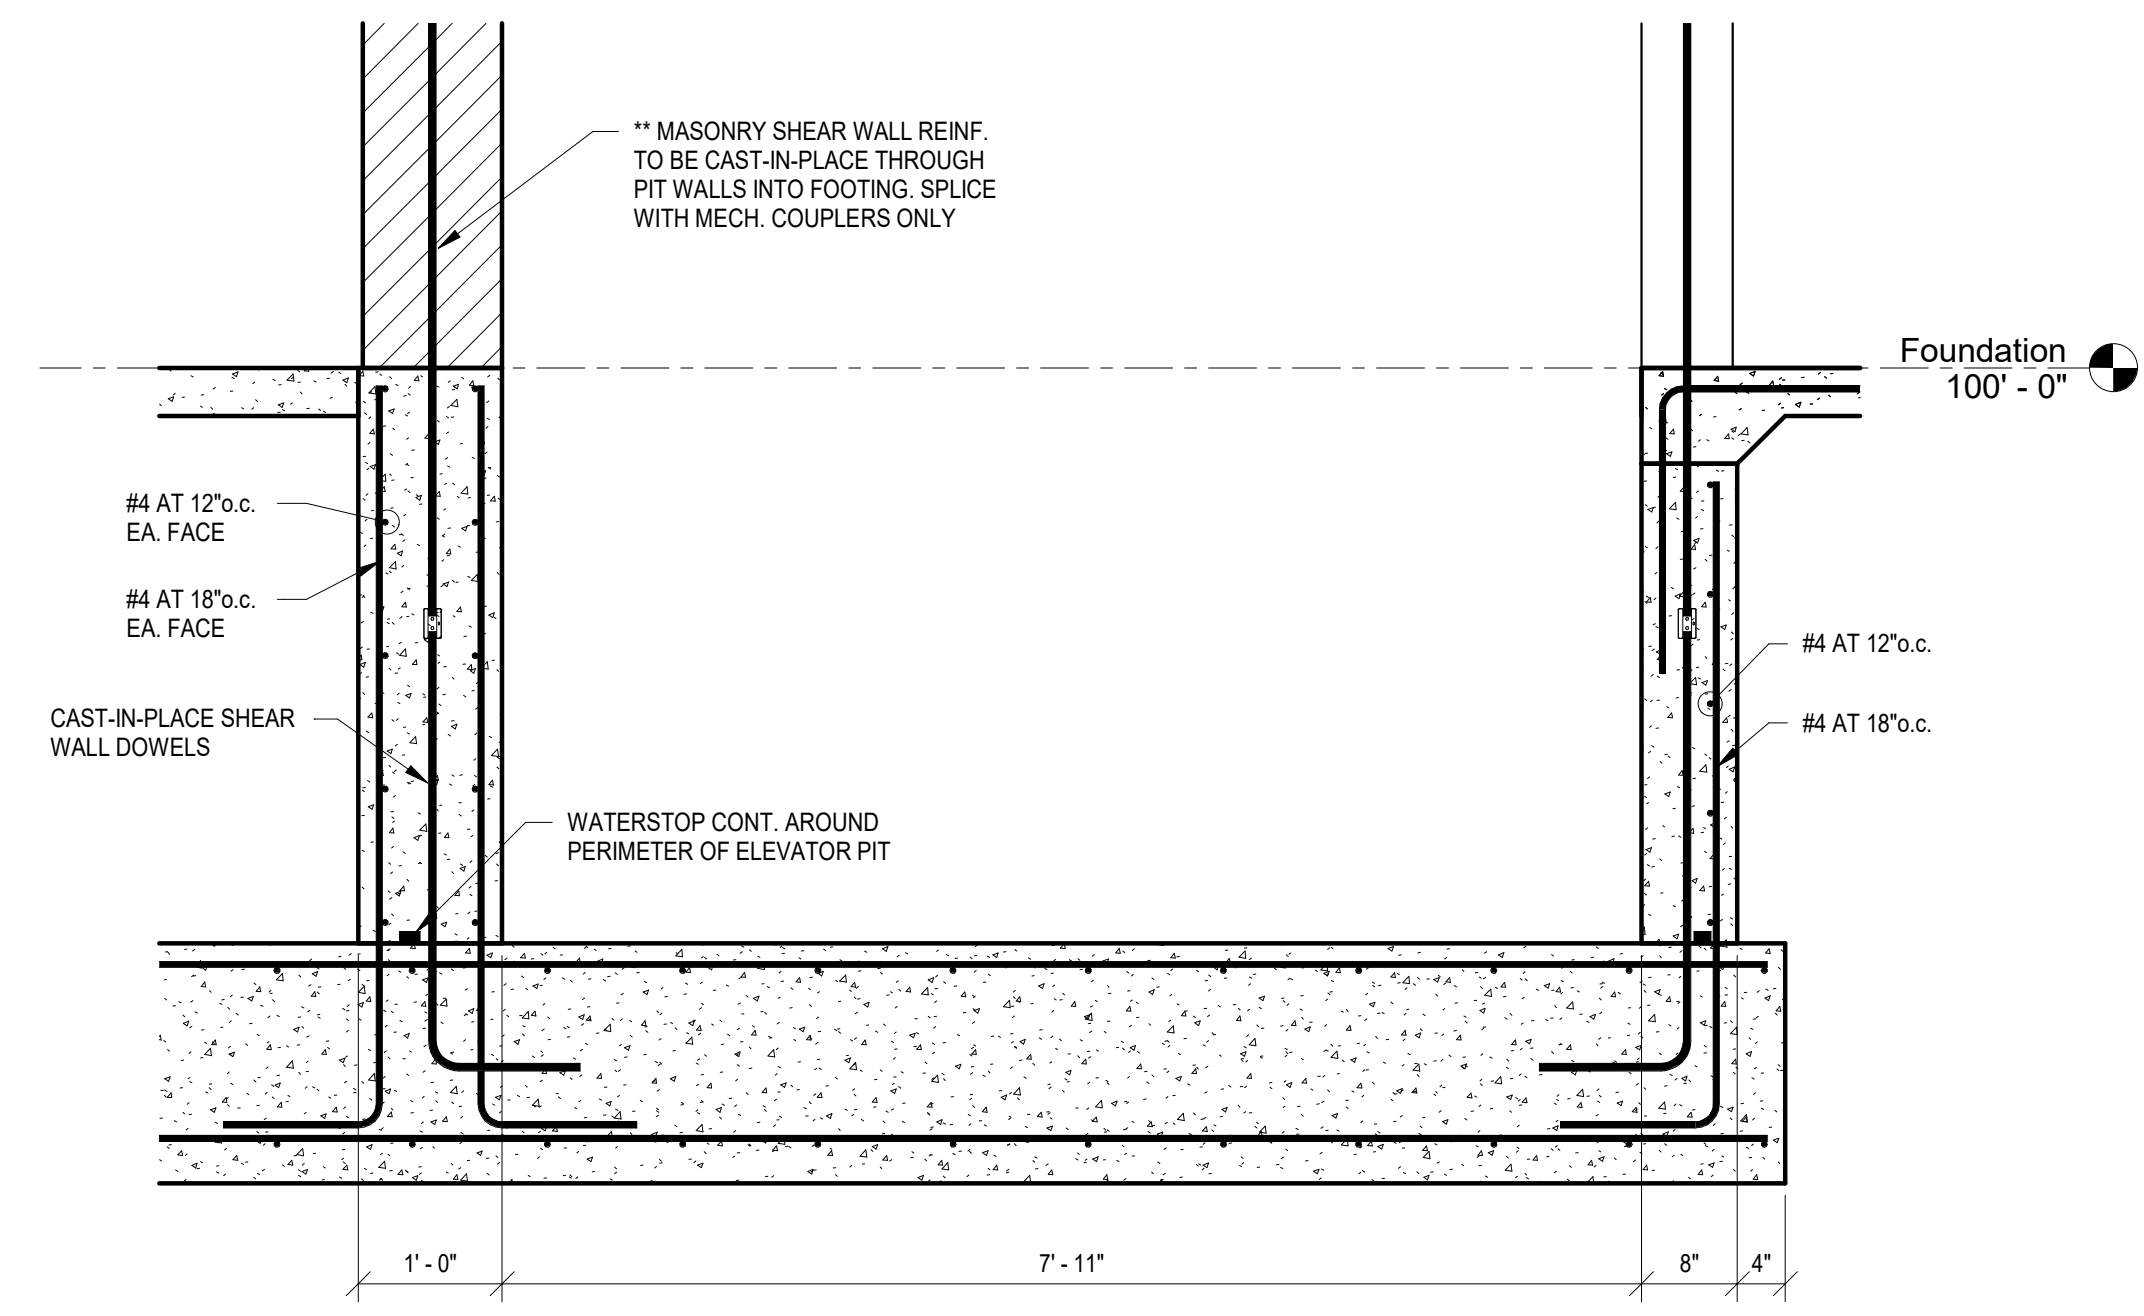 ** MASONRY SHEAR WALL REINF.
TO BE CAST-IN-PLACE THROUGH
PIT WALLS INTO FOOTING. SPLICE
WITH MECH. COUPLERS ONLY
Foundation
100' - 0"
#4 AT 12"o.c.
EA. FACE
#4 AT 18"o.c.
EA. FACE
#4 AT 12"o.c.
#4 AT 18"o.c.
CAST-IN-PLACE SHEAR
WALL DOWELS
WATERSTOP CONT. AROUND
PERIMETER OF ELEVATOR PIT
1' - 0"
7' - 11"
8"
4"